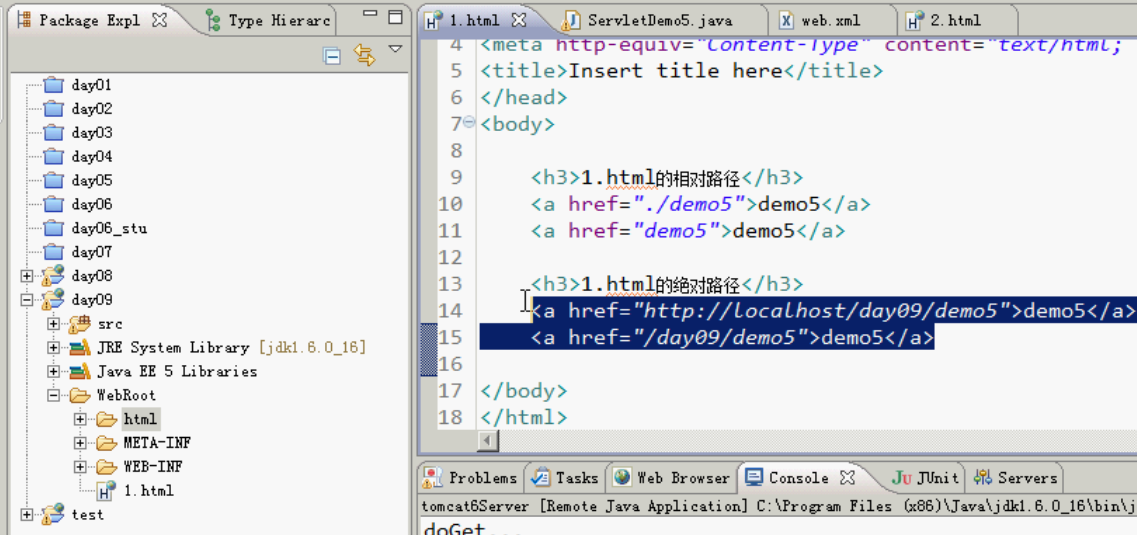 Package Expl
Type Hierarc
day01
day02
day03
day04
day05
day06
day06_stu
day07
day08
day09
src
JRE System Library [jdk1.6.0_16]
Java EE 5 Libraries
WebRoot
html
META-INF
WEB-INF
1.html
test
1.html
ServletDemo5.java
web.xml
2.html
4 <meta http-equiv="Content-Type" content="text/html;
5 <title>Insert title here</title>
6 </head>
7 <body>
8
9 <h3>1.html的相对路径</h3>
10 <a href="./demo5">demo5</a>
11 <a href="demo5">demo5</a>
12
13 <h3>1.html的绝对路径</h3>
14 <a href="http://localhost/day09/demo5">demo5</a>
15 <a href="/day09/demo5">demo5</a>
16
17 </body>
18 </html>
Problems
Tasks
Web Browser
Console
JUnit
Servers
tomcat6Server [Remote Java Application] C:\Program Files (x86)\Java\jdk1.6.0_16\bin\j
doGet...